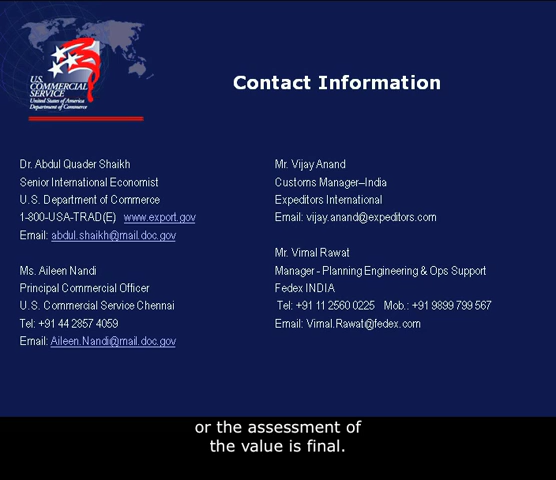 U.S.
COMMERCIAL
SERVICE
United States of America
Department of Commerce
Contact Information
Dr. Abdul Quader Shaikh
Senior International Economist
U.S. Department of Commerce
1-800-USA-TRAD(E) www.export.gov
Email: abdul.shaikh@mail.doc.gov
Ms. Aileen Nandi
Principal Commercial Officer
U.S. Commercial Service Chennai
Tel: +91 44 2857 4059
Email: Aileen.Nandi@mail.doc.gov
Mr. Vijay Anand
Customs Manager–India
Expeditors International
Email: vijay.anand@expeditors.com
Mr. Vimal Rawat
Manager - Planning Engineering & Ops Support
Fedex INDIA
Tel: +91 11 2560 0225 Mob.: +91 9899 799 567
Email: Vimal.Rawat@fedex.com
or the assessment of
the value is final.